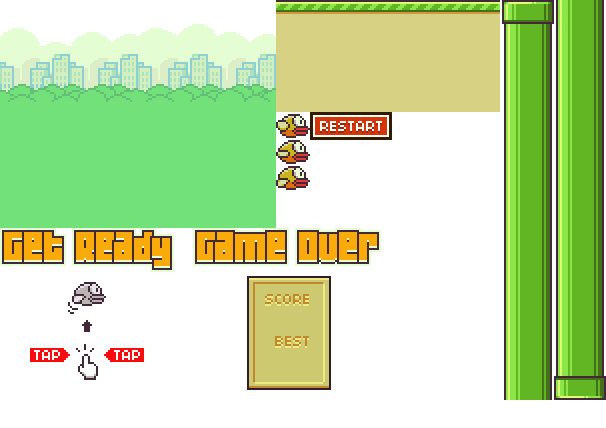 RESTART
Get Ready
Game Over
SCORE
BEST
TAP
TAP